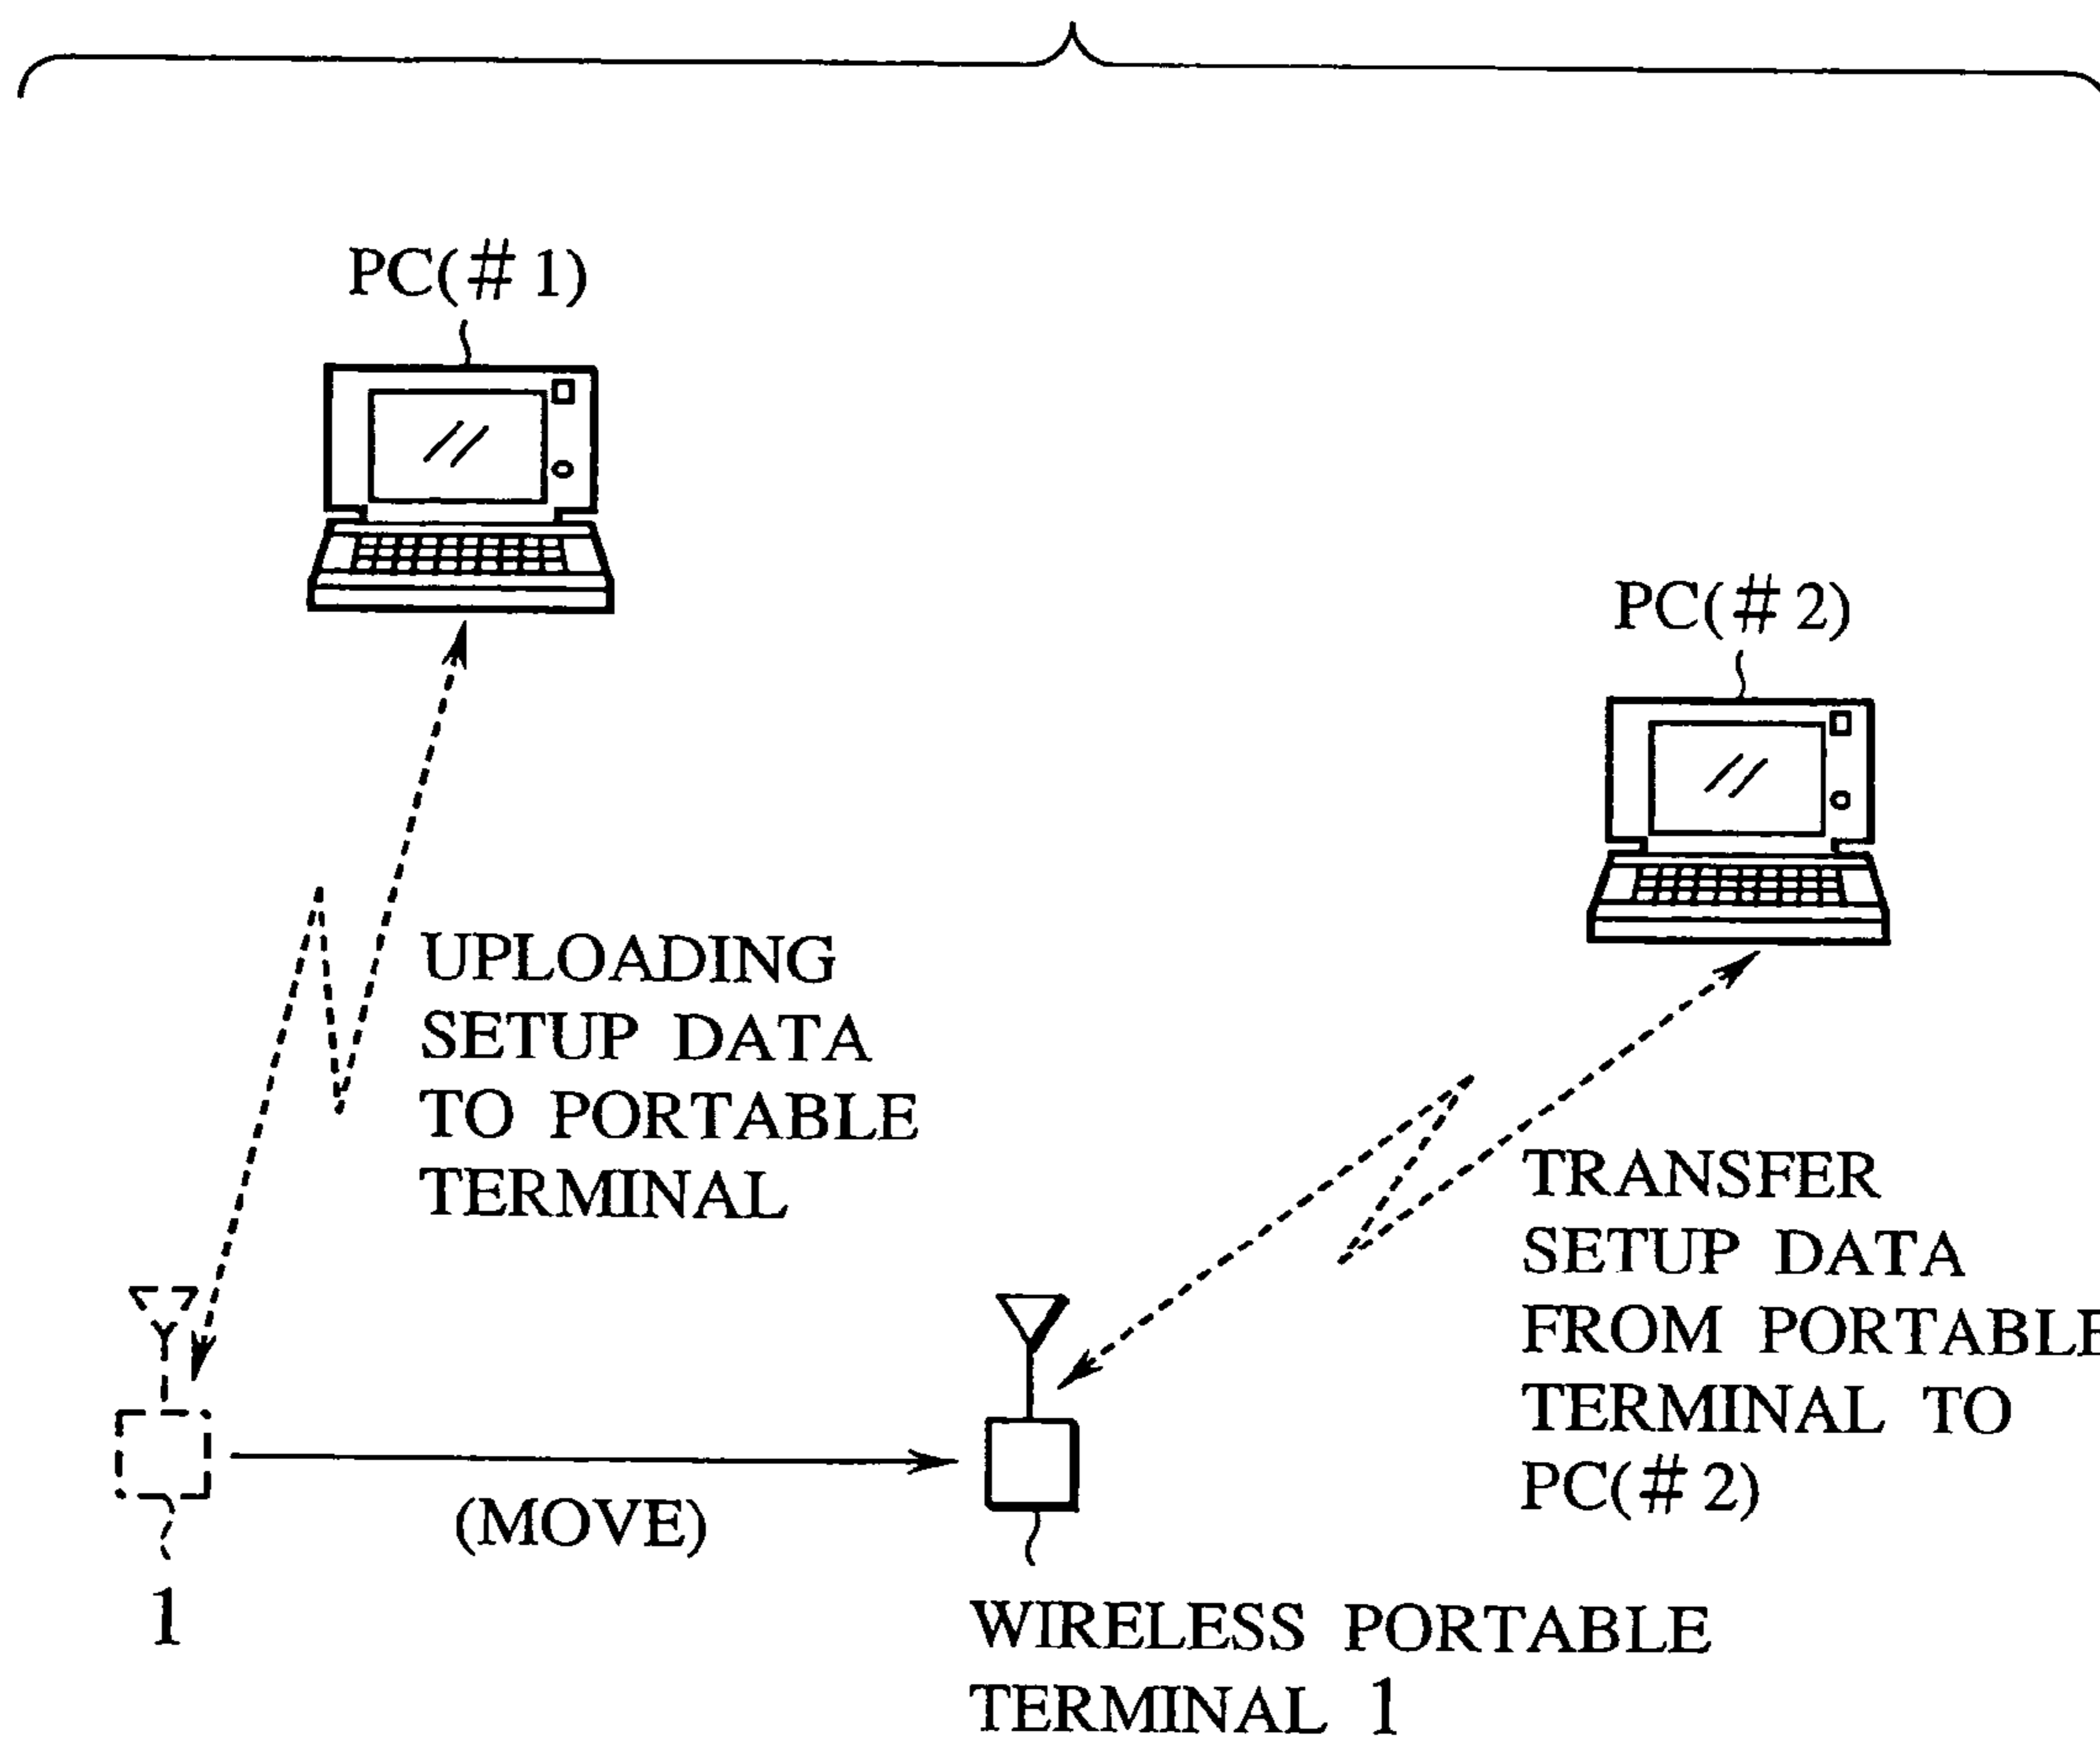 PC(#1)
PC(#2)
UPLOADING
SETUP DATA
TO PORTABLE
TERMINAL
TRANSFER
SETUP DATA
FROM PORTABLE
TERMINAL TO
PC(#2)
(MOVE)
1
WIRELESS PORTABLE
TERMINAL 1